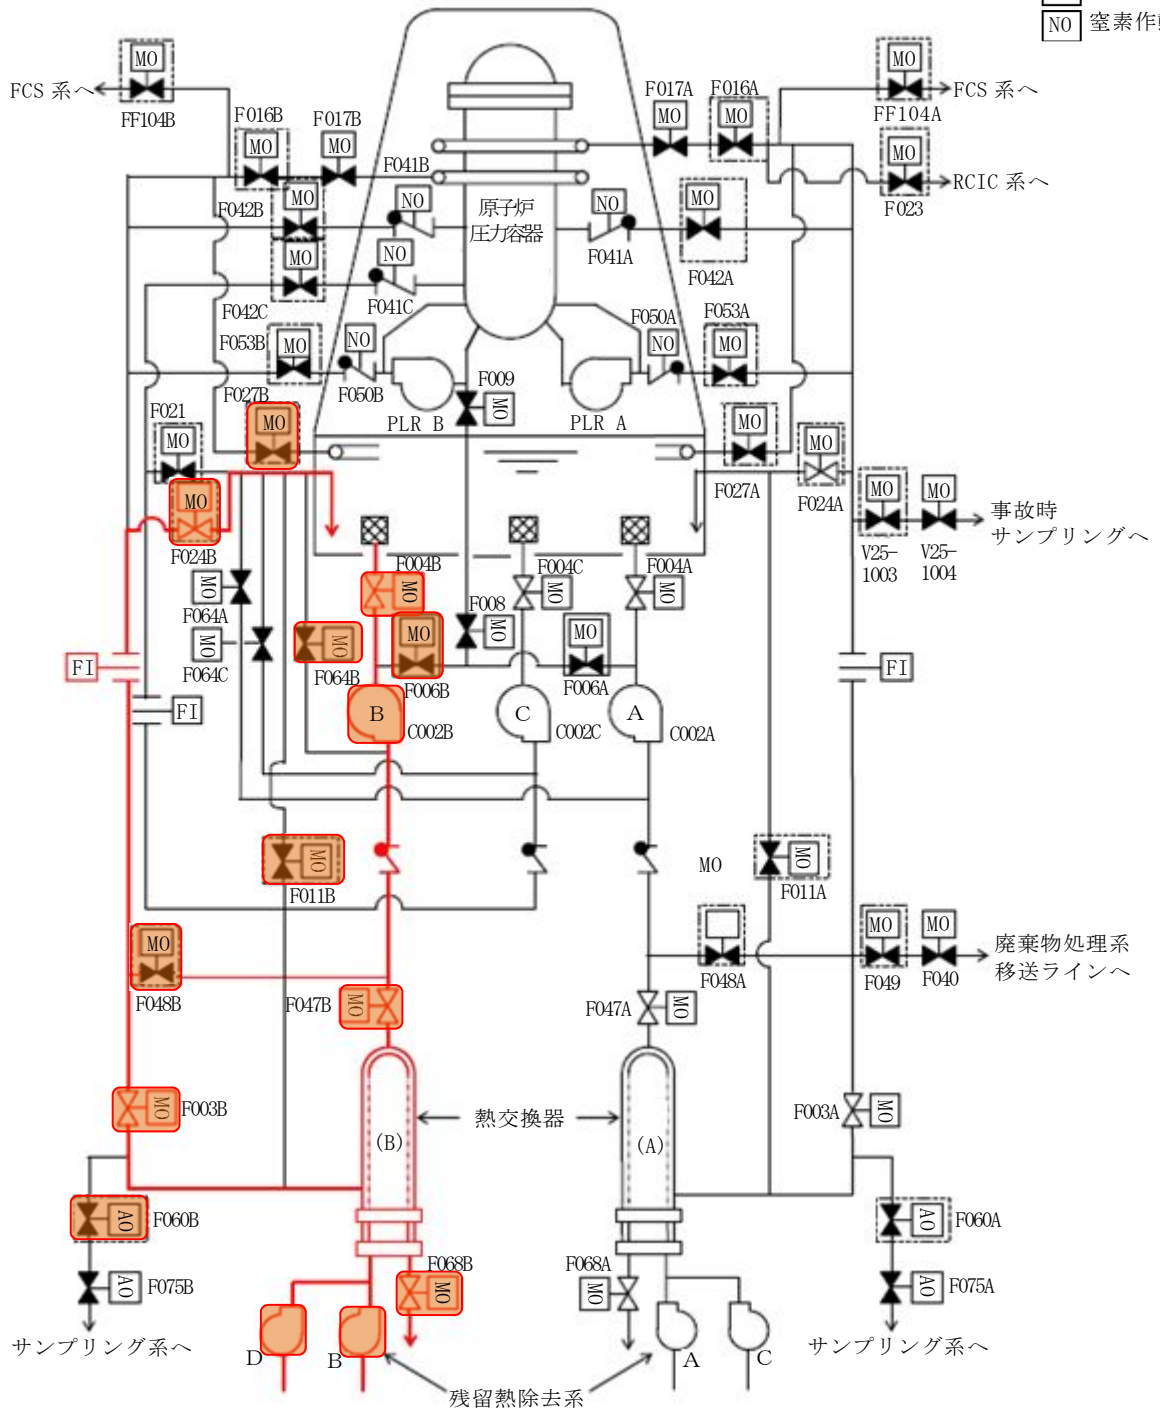 NO 窒素作動
MO
MO
FCS 系へ
FF104B
F016B
F017B
MO
MO
F041B
F017A
F016A
MO
MO
FCS 系へ
FF104A
MO
RCIC 系へ
F023
F042B
MO
NO
原子炉
圧力容器
NO
F041A
MO
F042A
MO
NO
F042C
F041C
F053B
MO
NO
F050B
F050A
NO
F053A
MO
F009
MO
PLR B
PLR A
F027B
MO
F021
MO
MO
F024B
MO
F027A
MO
F024A
MO
MO
V25-
1003
V25-
1004
事故時
サンプリングへ
F004B
MO
F004C
MO
F004A
MO
MO
F064A
MO
F064C
MO
F064B
MO
F006B
F008
MO
MO
F006A
FI
FI
FI
B
C002B
C
C002C
A
C002A
MO
F011B
MO
MO
F011A
MO
F048B
F047B
MO
F048A
MO
F049
MO
F040
廃棄物処理系
移送ラインへ
F047A
MO
MO
F003B
熱交換器
(B)
(A)
F003A
MO
AO
F060B
AO
F075B
サンプリング系へ
F068B
MO
F068A
MO
AO
F060A
AO
F075A
サンプリング系へ
D
B
A
C
残留熱除去系